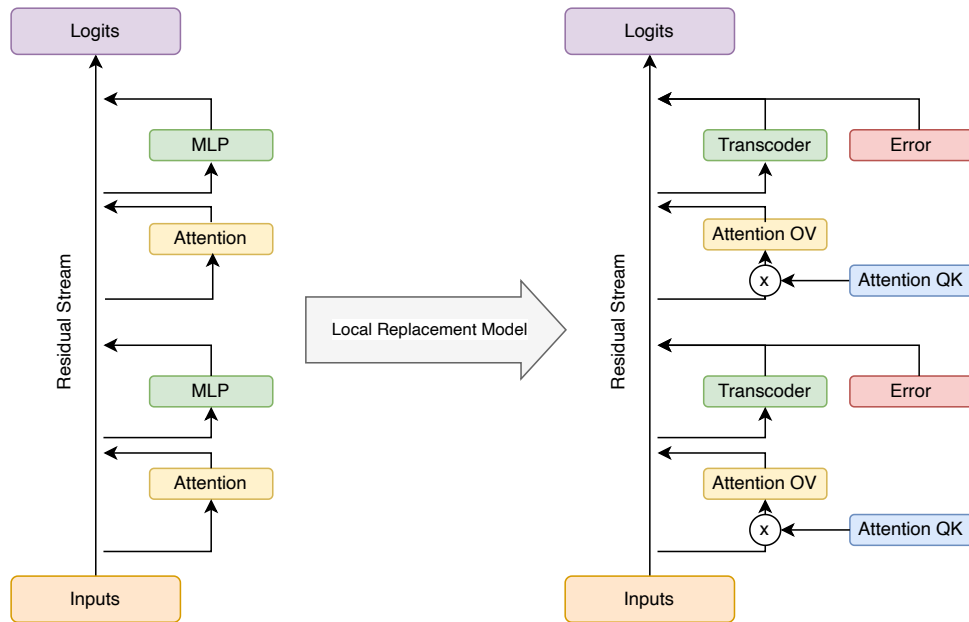 Logits
MLP
Attention
Residual Stream
MLP
Attention
Inputs
Local Replacement Model
Logits
Transcoder
Error
Attention OV
x
Attention QK
Residual Stream
Transcoder
Error
Attention OV
x
Attention QK
Inputs